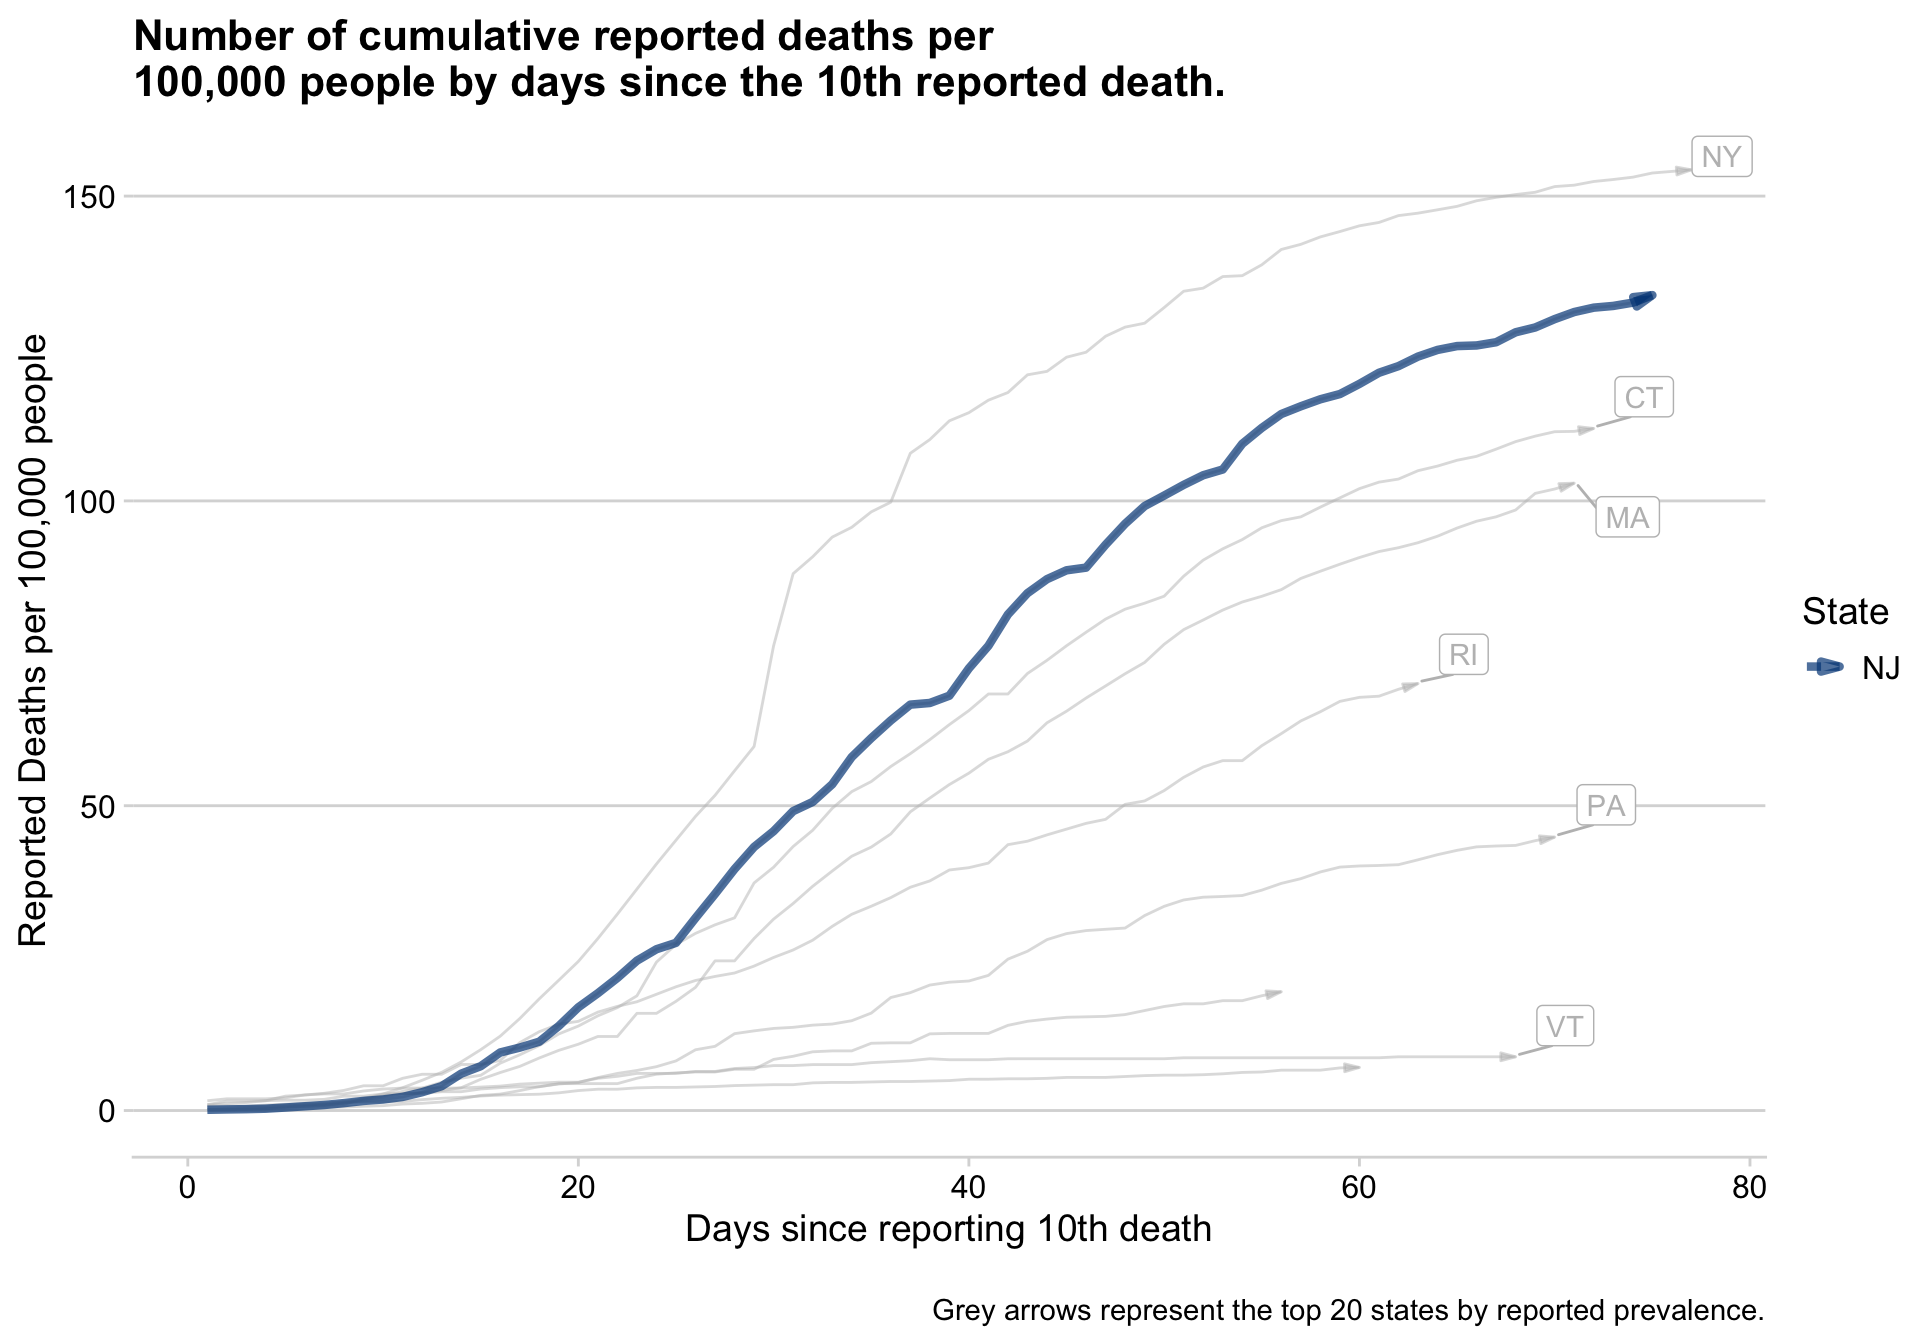 Number of cumulative reported deaths per
100,000 people by days since the 10th reported death.
NY
150
CT
100
MA
State
NJ
RI
50
PA
VT
0
Reported Deaths per 100,000 people
0 20 40 60 80
Days since reporting 10th death
Grey arrows represent the top 20 states by reported prevalence.